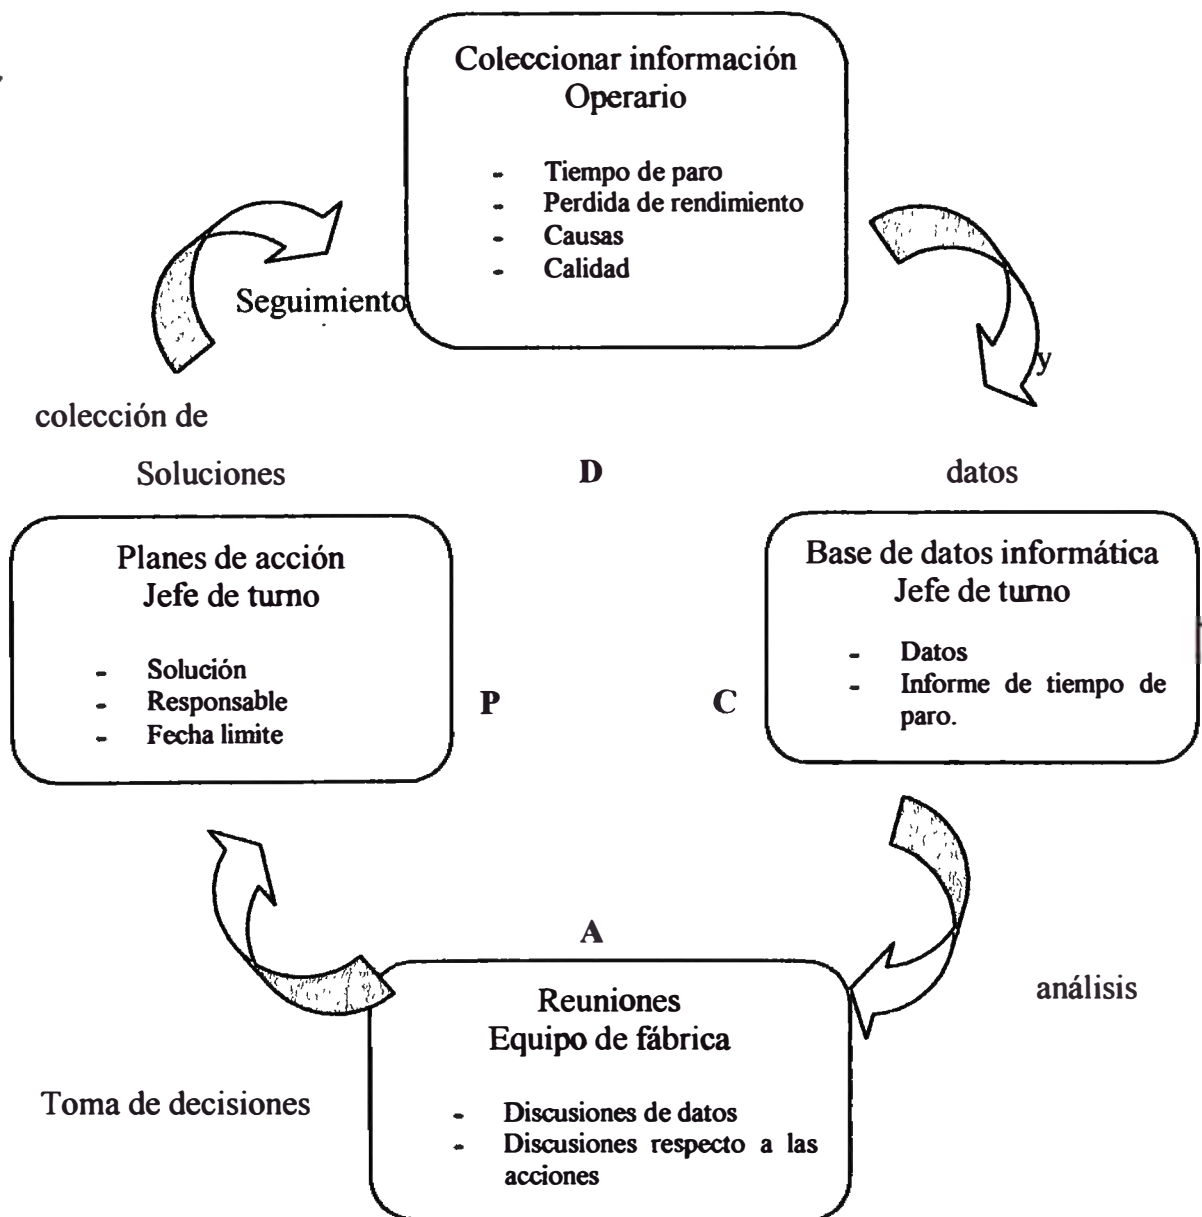 Coleccionar información
Operario
- Tiempo de paro
- Perdida de rendimiento
- Causas
- Calidad
Seguimiento
y
colección de
Soluciones
D
datos
Planes de acción
Jefe de turno
- Solución
- Responsable
- Fecha limite
P
C
Base de datos informática
Jefe de turno
- Datos
- Informe de tiempo de
paro.
A
Reuniones
Equipo de fábrica
- Discusiones de datos
- Discusiones respecto a las
acciones
análisis
Toma de decisiones